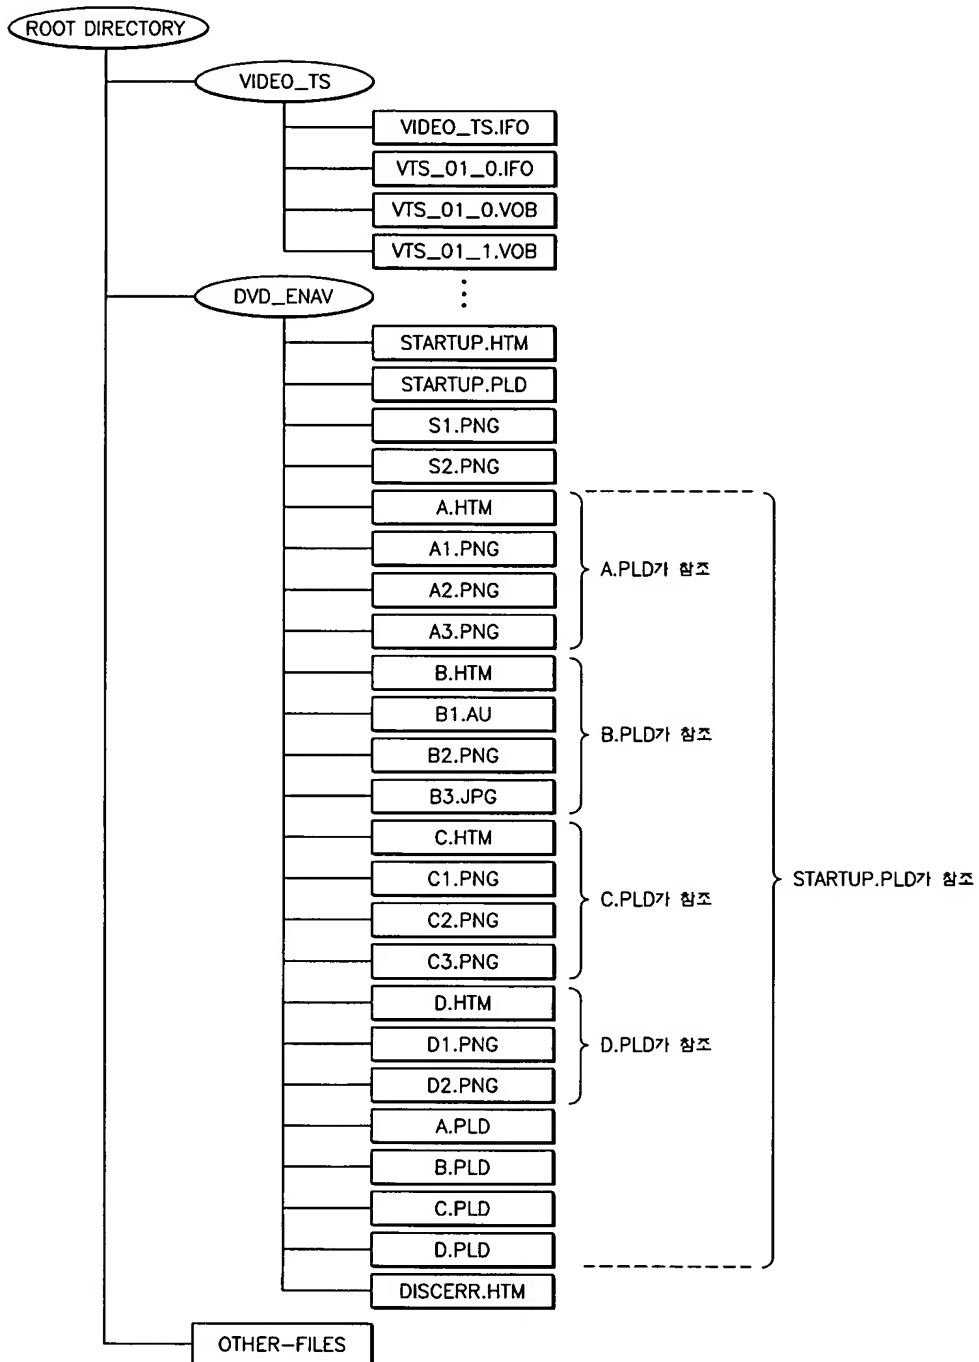 ROOT DIRECTORY
VIDEO_TS
VIDEO_TS.IFO
VTS_01_0.IFO
VTS_01_0.VOB
VTS_01_1.VOB
DVD_ENAV
STARTUP.HTM
STARTUP.PLD
S1.PNG
S2.PNG
A.HTM
A1.PNG
A2.PNG
A3.PNG
A.PLD가 참조
B.HTM
B1.AU
B2.PNG
B3.JPG
B.PLD가 참조
C.HTM
C1.PNG
C2.PNG
C3.PNG
C.PLD가 참조
D.HTM
D1.PNG
D2.PNG
D.PLD가 참조
A.PLD
B.PLD
C.PLD
D.PLD
STARTUP.PLD가 참조
DISCERR.HTM
OTHER-FILES